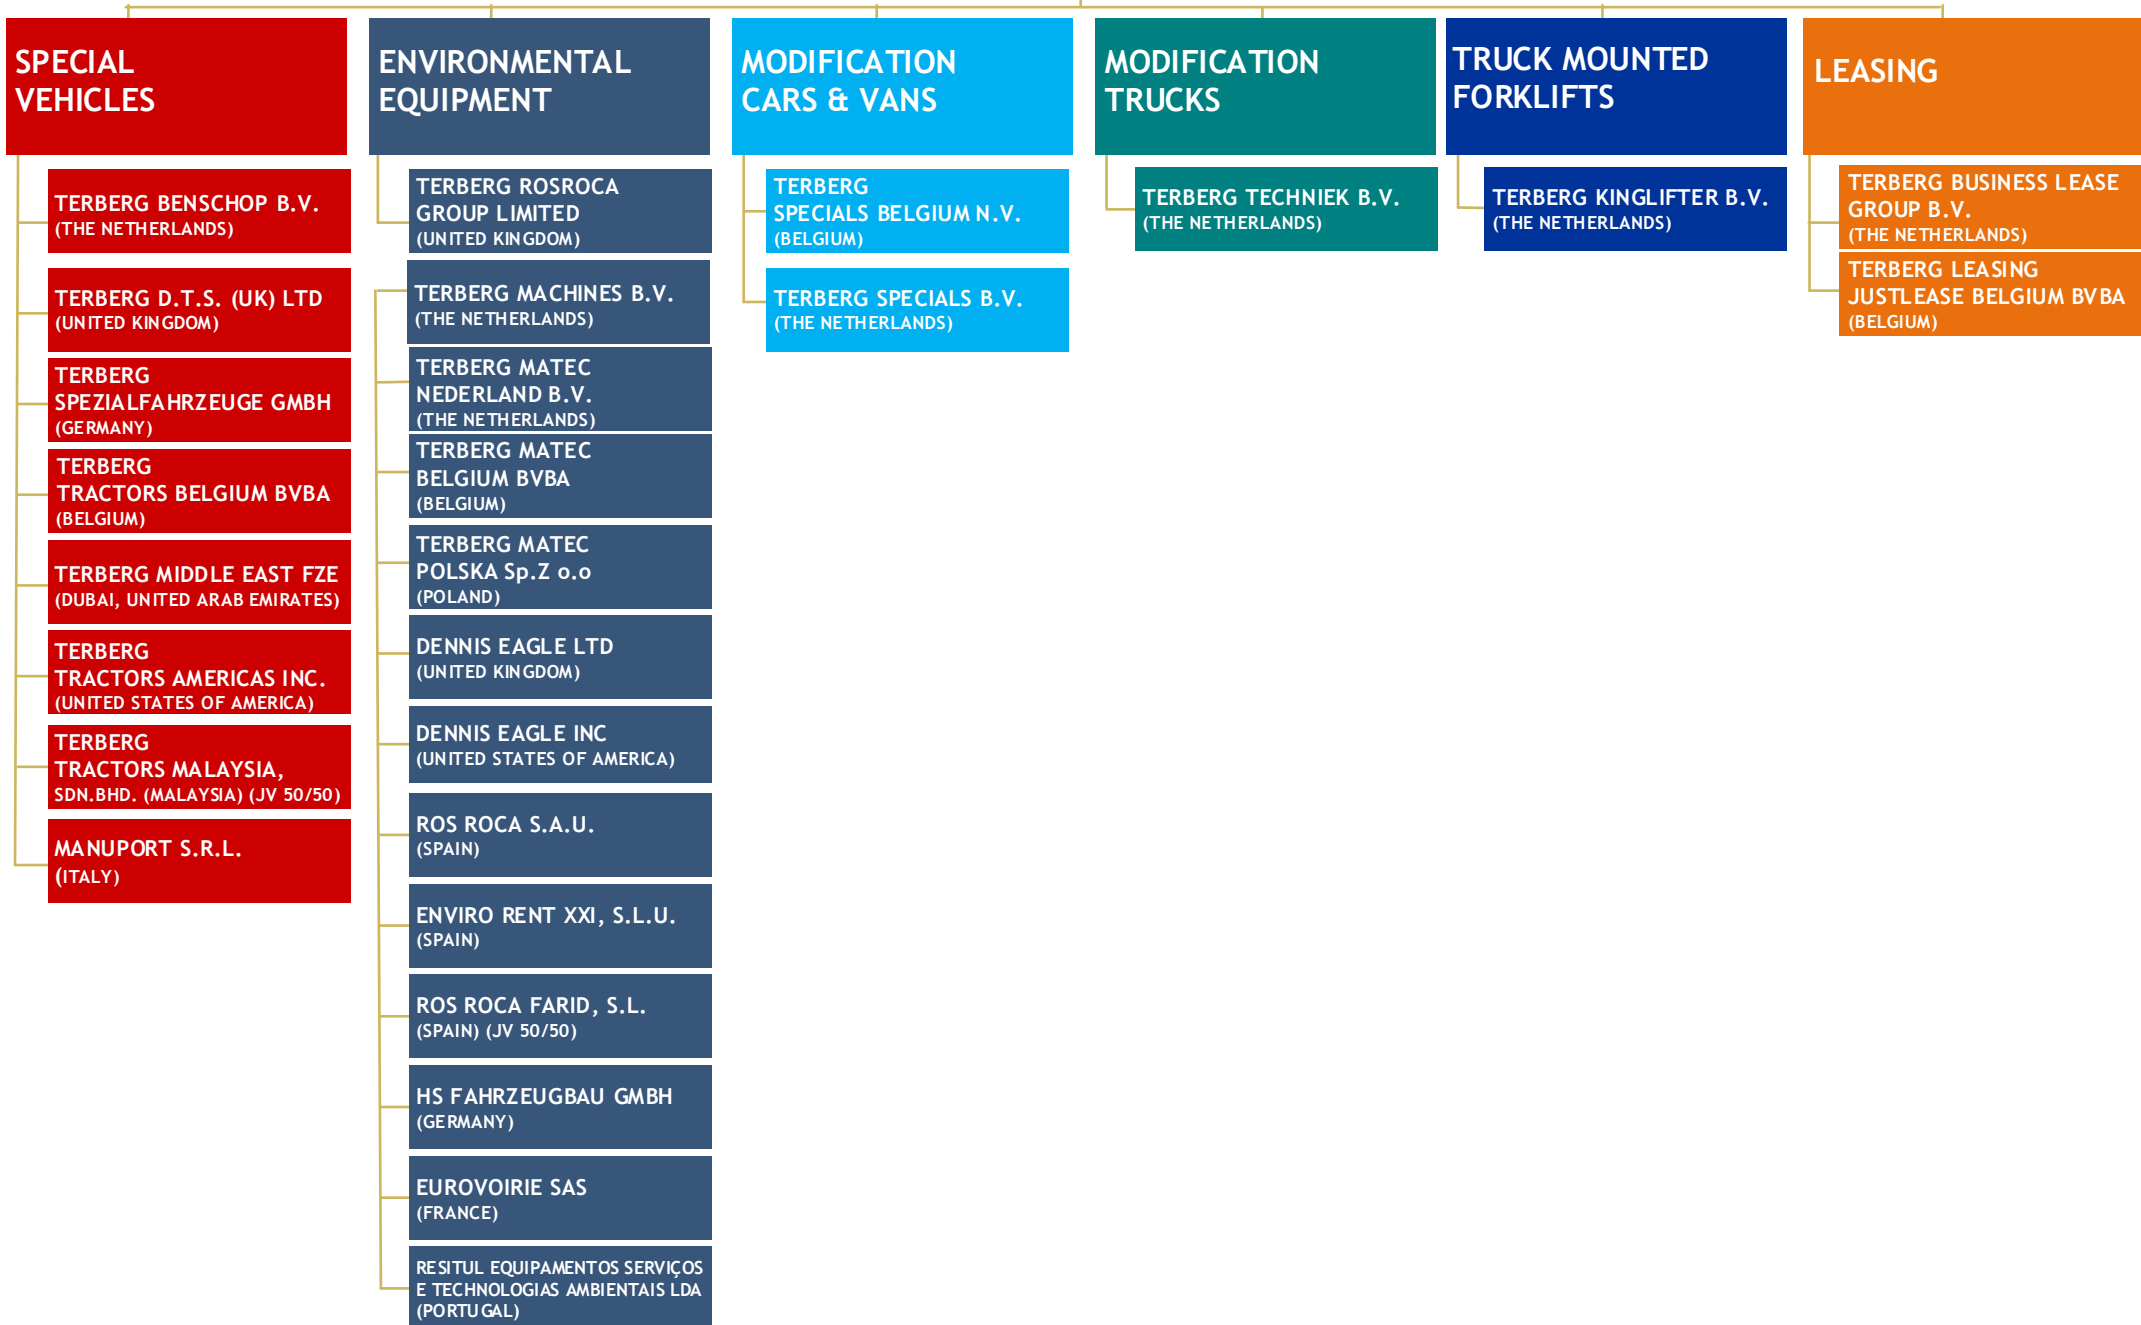 SPECIAL
VEHICLES
TERBERG BENSCHOP B.V.
(THE NETHERLANDS)
TERBERG D.T.S. (UK) LTD
(UNITED KINGDOM)
TERBERG
SPEZIALFAHRZEUGE GMBH
(GERMANY)
TERBERG
TRACTORS BELGIUM BVBA
(BELGIUM)
TERBERG MIDDLE EAST FZE
(DUBAI, UNITED ARAB EMIRATES)
TERBERG
TRACTORS AMERICAS INC.
(UNITED STATES OF AMERICA)
TERBERG
TRACTORS MALAYSIA,
SDN.BHD. (MALAYSIA) (JV 50/50)
MANUPORT S.R.L.
(ITALY)
ENVIRONMENTAL
EQUIPMENT
TERBERG ROSROCA
GROUP LIMITED
(UNITED KINGDOM)
TERBERG MACHINES B.V.
(THE NETHERLANDS)
TERBERG MATEC
NEDERLAND B.V.
(THE NETHERLANDS)
TERBERG MATEC
BELGIUM BVBA
(BELGIUM)
TERBERG MATEC
POLSKA Sp.Z o.o
(POLAND)
DENNIS EAGLE LTD
(UNITED KINGDOM)
DENNIS EAGLE INC
(UNITED STATES OF AMERICA)
ROS ROCA S.A.U.
(SPAIN)
ENVIRO RENT XXI, S.L.U.
(SPAIN)
ROS ROCA FARID, S.L.
(SPAIN) (JV 50/50)
HS FAHRZEUGBAU GMBH
(GERMANY)
EUROVOIRIE SAS
(FRANCE)
RESITUL EQUIPAMENTOS SERVIÇOS
E TECHNOLOGIAS AMBIENTAIS LDA
(PORTUGAL)
MODIFICATION
CARS & VANS
TERBERG
SPECIALS BELGIUM N.V.
(BELGIUM)
TERBERG SPECIALS B.V.
(THE NETHERLANDS)
MODIFICATION
TRUCKS
TERBERG TECHNIEK B.V.
(THE NETHERLANDS)
TRUCK MOUNTED
FORKLIFTS
TERBERG KINGLIFTER B.V.
(THE NETHERLANDS)
LEASING
TERBERG BUSINESS LEASE
GROUP B.V.
(THE NETHERLANDS)
TERBERG LEASING
JUSTLEASE BELGIUM BVBA
(BELGIUM)